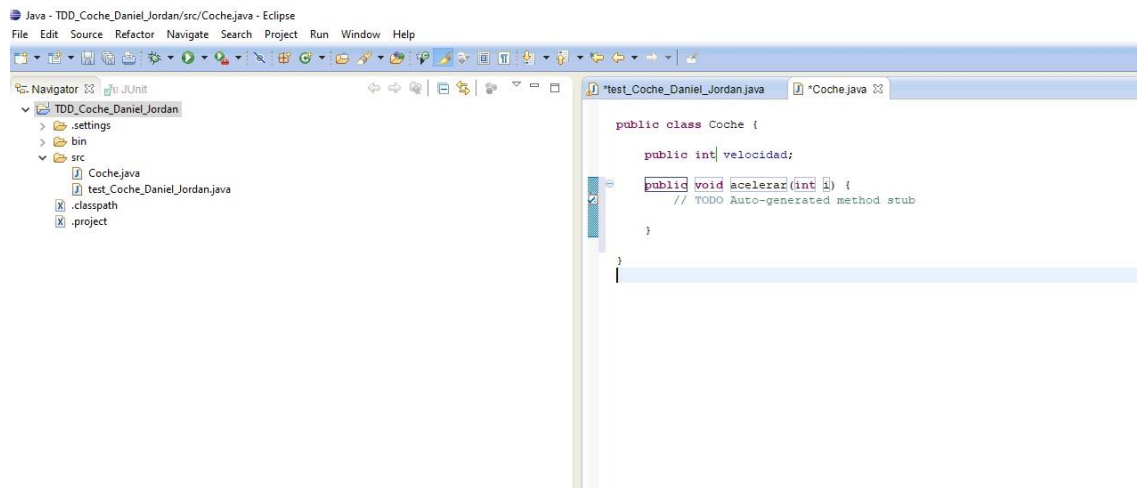 Java - TDD_Coche_Daniel_Jordan/src/Coche.java - Eclipse
File Edit Source Refactor Navigate Search Project Run Window Help
Navigator JUnit
TDD_Coche_Daniel_Jordan
.settings
bin
src
Coche.java
test_Coche_Daniel_Jordan.java
.classpath
.project
*test_Coche_Daniel_Jordan.java *Coche.java
public class Coche {
public int velocidad;
public void acelerar(int i) {
// TODO Auto-generated method stub
}
}